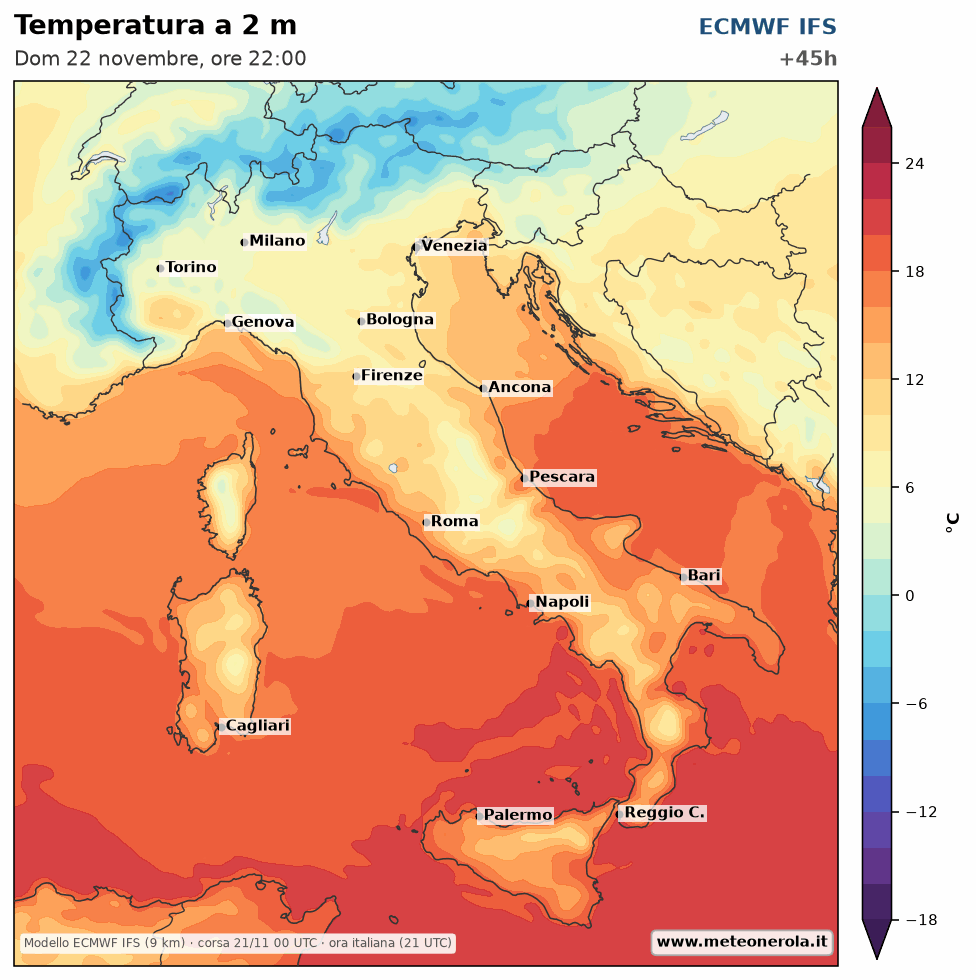 Temperatura a 2 m
ECMWF IFS
Dom 22 novembre, ore 22:00
+45h
24
18
12
6
0
−6
−12
−18
°C
Milano
Venezia
Torino
Genova
Bologna
Firenze
Ancona
Pescara
Roma
Bari
Napoli
Cagliari
Palermo
Reggio C.
Modello ECMWF IFS (9 km) · corsa 21/11 00 UTC · ora italiana (21 UTC)
www.meteonerola.it